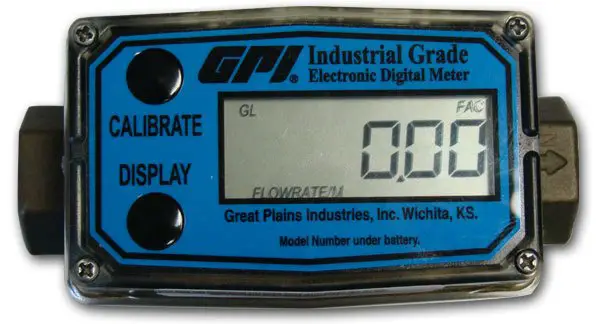 GPI® Industrial Grade
Electronic Digital Meter
CALIBRATE
DISPLAY
GL FAC
0.00
FLOWRATE/M
Great Plains Industries, Inc. Wichita, KS.
Model Number under battery.